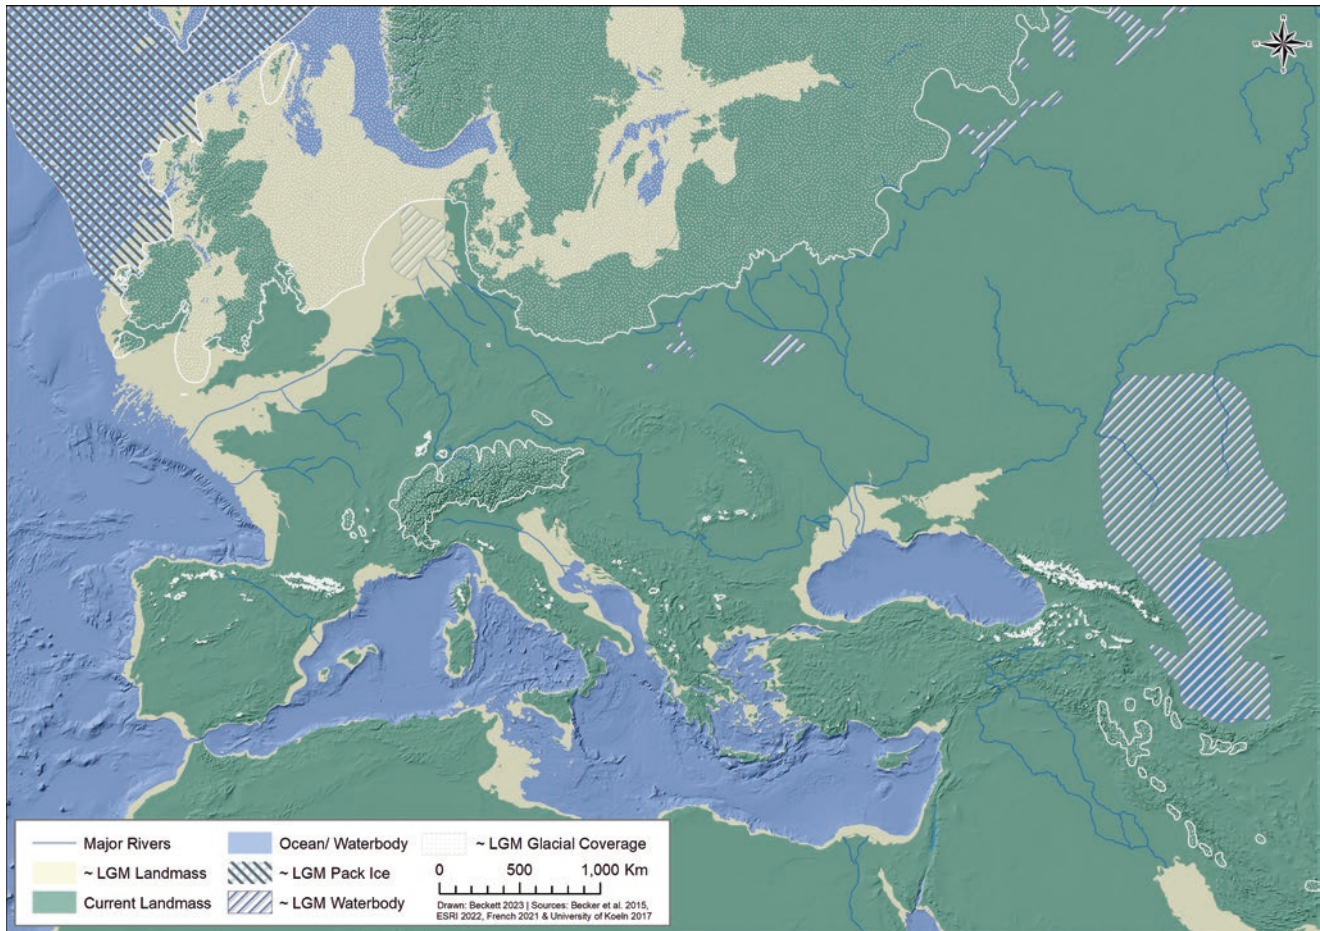 N
W E
S
Major Rivers
Ocean/ Waterbody
~ LGM Glacial Coverage
~ LGM Landmass
~ LGM Pack Ice
0 500 1,000 Km
Current Landmass
~ LGM Waterbody
Drawn: Beckett 2023 | Sources: Becker et al. 2015,
ESRI 2022, French 2021 & University of Koeln 2017